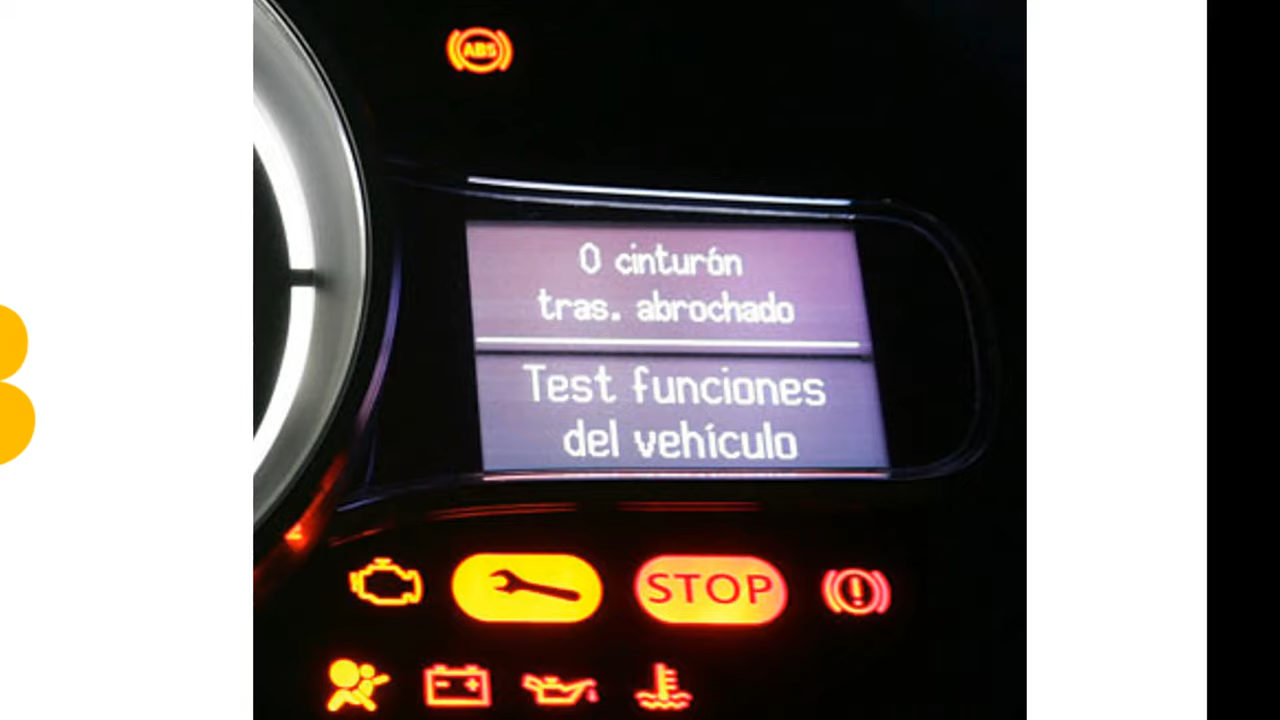 ABS
0 cinturón
tras. abrochado
Test funciones
del vehículo
STOP